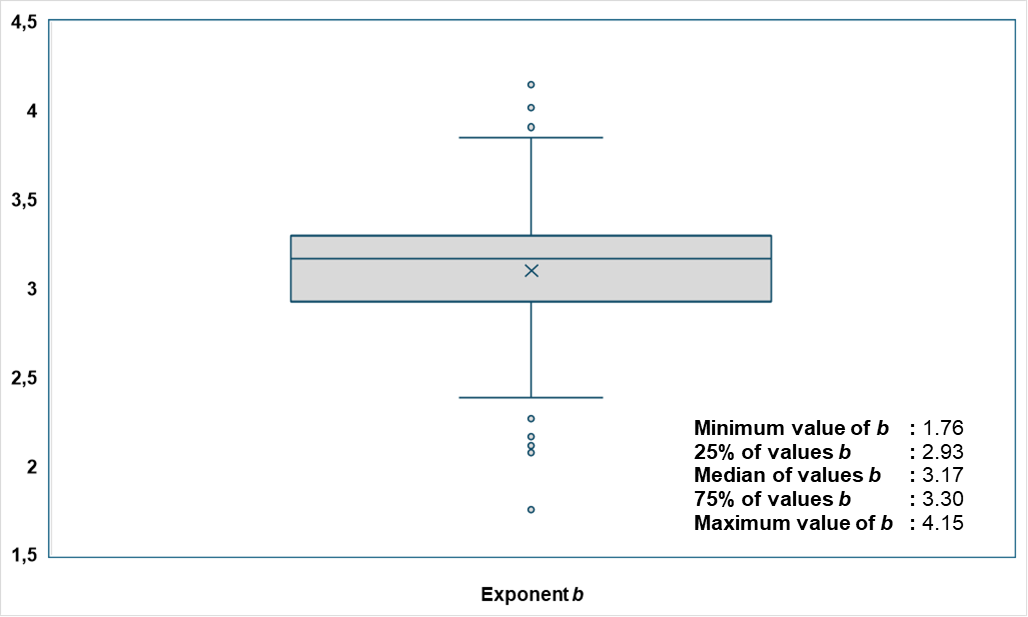 4,5
4
3,5
3
2,5
2
1,5
Minimum value of b : 1.76
25% of values b : 2.93
Median of values b : 3.17
75% of values b : 3.30
Maximum value of b : 4.15
Exponent b